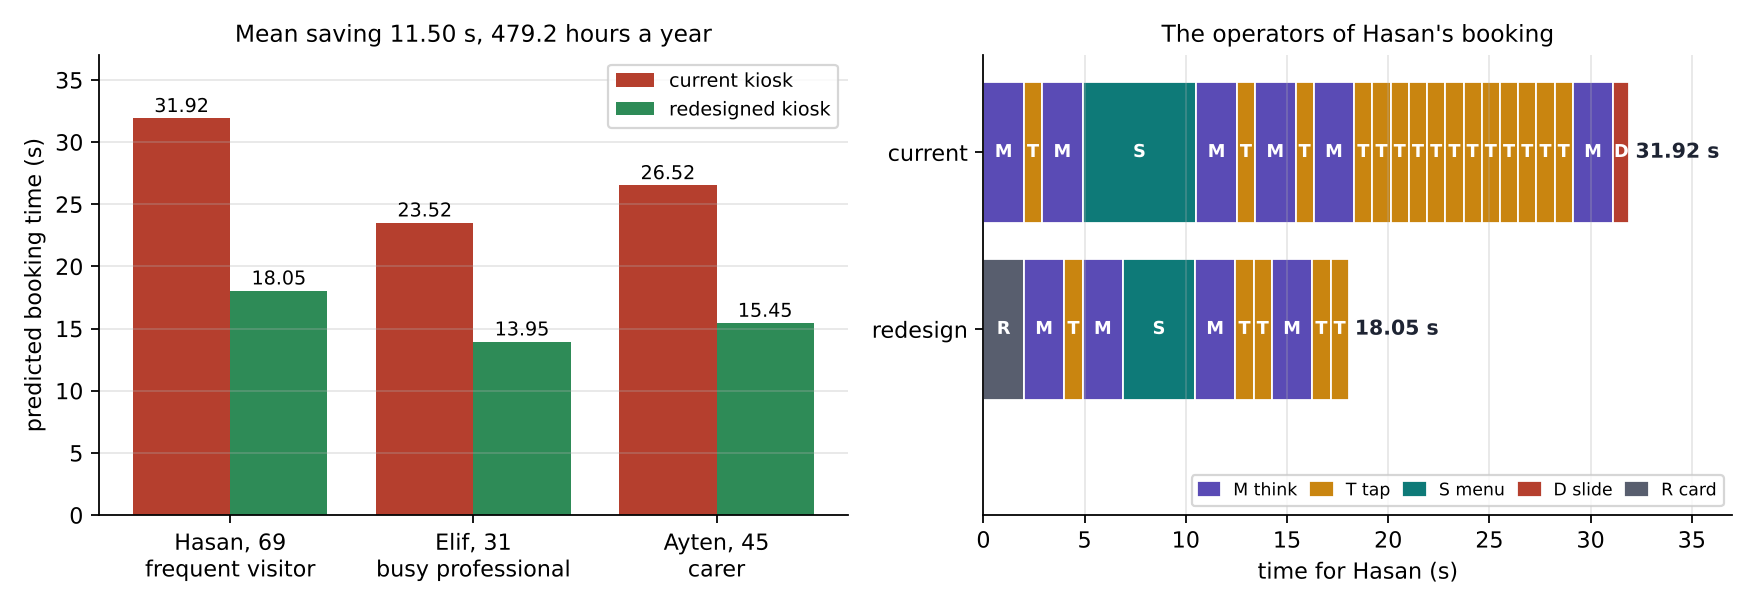 Mean saving 11.50 s, 479.2 hours a year
predicted booking time (s)
35
30
25
20
15
10
5
0
current kiosk
redesigned kiosk
31.92
18.05
23.52
13.95
26.52
15.45
Hasan, 69
frequent visitor
Elif, 31
busy professional
Ayten, 45
carer
The operators of Hasan's booking
current
M T M S M T M T M T T T T T T T T T T T T M D 31.92 s
redesign
R M T M S M T T M T T 18.05 s
M think T tap S menu D slide R card
0 5 10 15 20 25 30 35
time for Hasan (s)